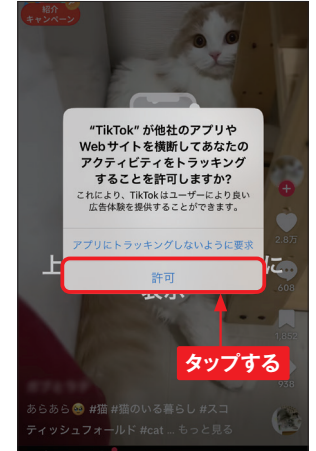 紹介
キャンペーン
“TikTok” が他社のアプリや
Webサイトを横断してあなたの
アクティビティをトラッキング
することを許可しますか?
これにより、TikTokはユーザーにより良い
広告体験を提供することができます。
アプリにトラッキングしないように要求
許可
上
に
表示
2.8万
608
1,852
タップする
938
あらあら🥹 #猫 #猫のいる暮らし #スコ
ティッシュフォールド #cat ... もっと見る